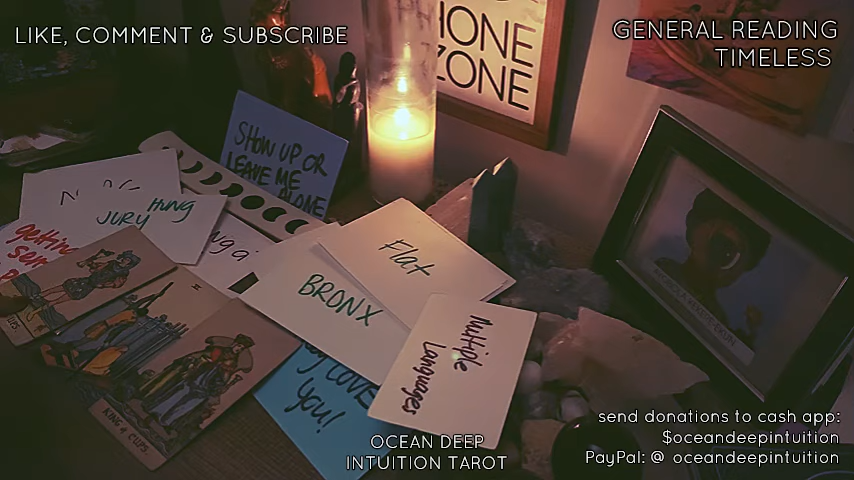 LIKE, COMMENT & SUBSCRIBE
GENERAL READING
TIMELESS
ZONE
SHOW UP OR
LEAVE ME
ALONE
HUNG
JURY
getting
Flat
BRONX
Multiple
Languages
LOVE
You!
KING of CUPS.
OCEAN DEEP
INTUITION TAROT
send donations to cash app:
$oceandeepintuition
PayPal: @ oceandeepintuition